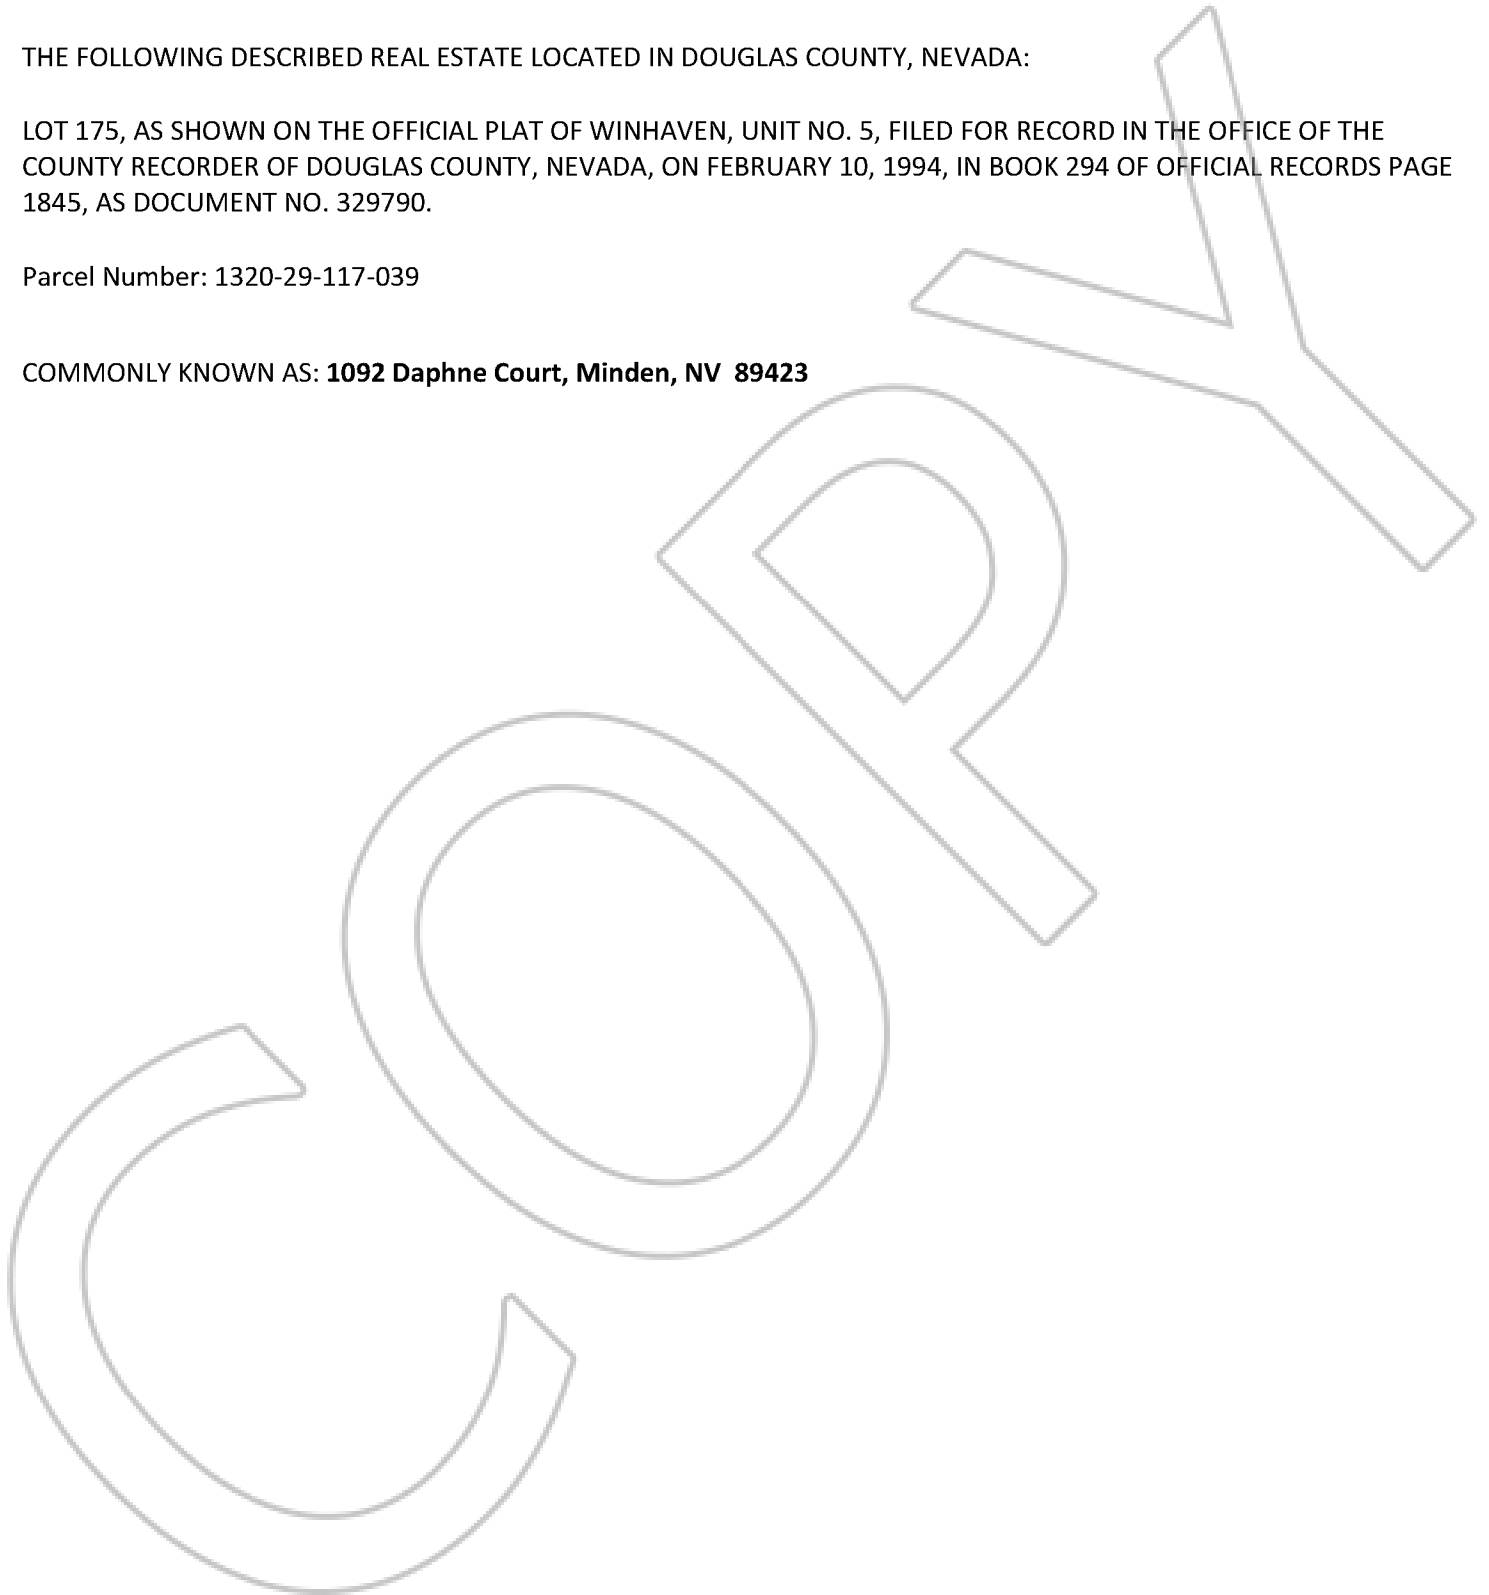 THE FOLLOWING DESCRIBED REAL ESTATE LOCATED IN DOUGLAS COUNTY, NEVADA:
LOT 175, AS SHOWN ON THE OFFICIAL PLAT OF WINHAVEN, UNIT NO. 5, FILED FOR RECORD IN THE OFFICE OF THE
COUNTY RECORDER OF DOUGLAS COUNTY, NEVADA, ON FEBRUARY 10, 1994, IN BOOK 294 OF OFFICIAL RECORDS PAGE
1845, AS DOCUMENT NO. 329790.
Parcel Number: 1320-29-117-039
COMMONLY KNOWN AS: 1092 Daphne Court, Minden, NV  89423
COPY